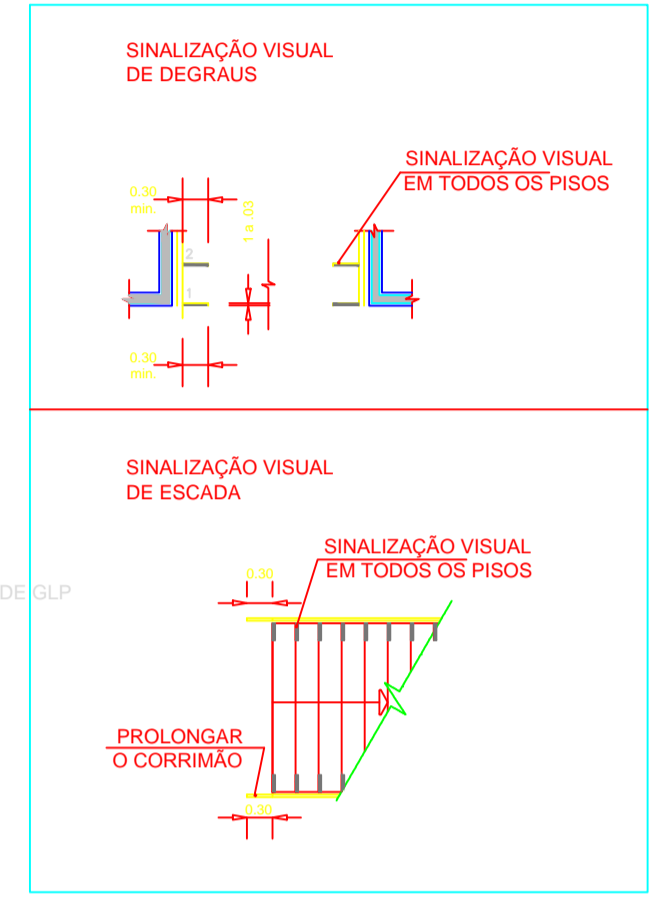 SINALIZAÇÃO VISUAL
DE DEGRAUS
SINALIZAÇÃO VISUAL
EM TODOS OS PISOS
0.30
min.
1 a .03
2
1
0.30
min.
SINALIZAÇÃO VISUAL
DE ESCADA
SINALIZAÇÃO VISUAL
EM TODOS OS PISOS
0.30
DE GLP
PROLONGAR
O CORRIMÃO
0.30